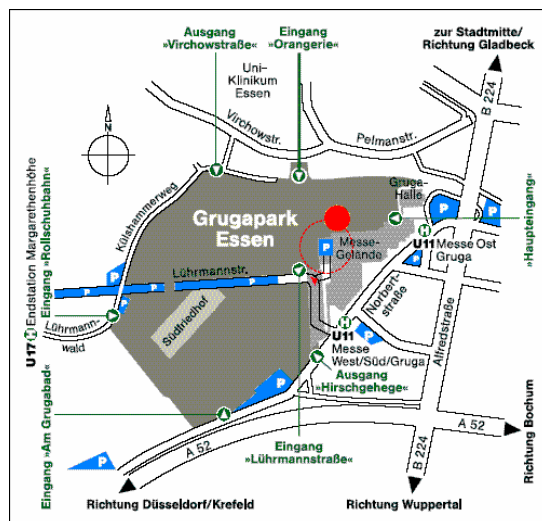 Ausgang
»Virchowstraße«
Eingang
»Orangerie«
zur Stadtmitte/
Richtung Gladbeck
Uni-
Klinikum
Essen
Virchowstr.
Pelmanstr.
B 224
N
Külshammerweg
Gruga-
Halle
P
P
P
Grugapark
Essen
P
Messe-
Gelände
H
U11 Messe Ost
Gruga
»Haupteingang«
Endstation Margarethenhöhe
Eingang »Rollschuhbahn«
U17 H
P
Lührmannstr.
P
P
P
P
P
Norbert-
straße
Alfredstraße
Südfriedhof
Lührmann-
wald
H
U11
Messe
West/Süd/Gruga
P
Ausgang
»Hirschgehege«
P
Eingang »Am Grugabad«
A 52
Eingang
»Lührmannstraße«
P
A 52
B 224
Richtung Bochum
Richtung Düsseldorf/Krefeld
Richtung Wuppertal